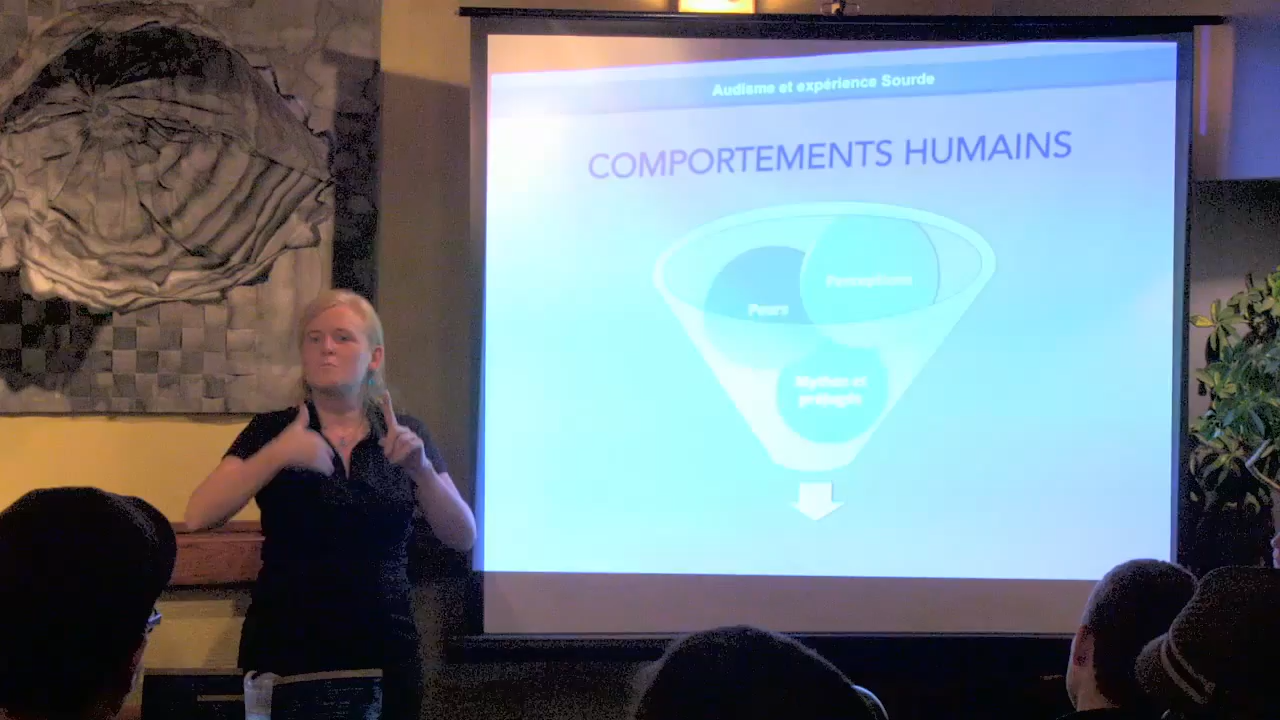 Audisme et expérience Sourde
COMPORTEMENTS HUMAINS
Perceptions
Peurs
Mythes et
préjugés